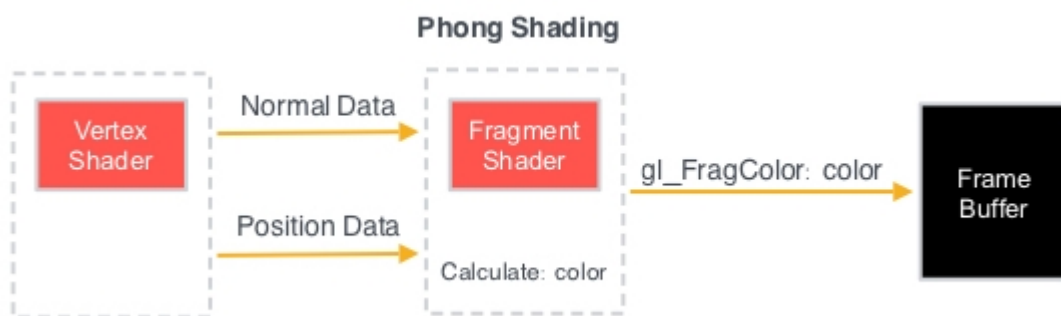 Phong Shading
Vertex
Shader
Normal Data
Position Data
Fragment
Shader
Calculate: color
gl_FragColor: color
Frame
Buffer